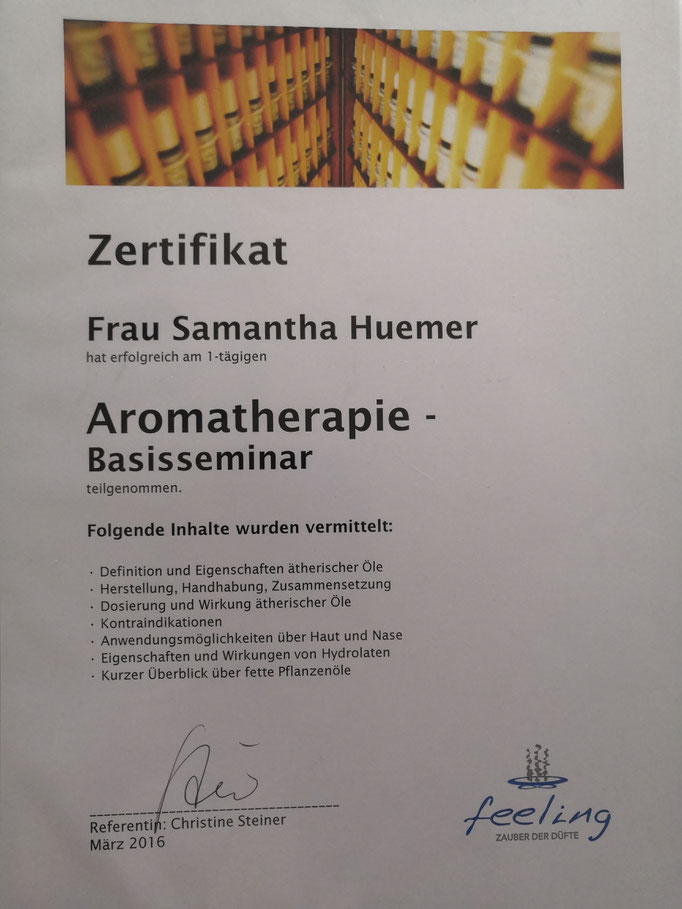 Zertifikat
Frau Samantha Huemer
hat erfolgreich am 1-tägigen
Aromatherapie -
Basisseminar
teilgenommen.
Folgende Inhalte wurden vermittelt:
· Definition und Eigenschaften ätherischer Öle
· Herstellung, Handhabung, Zusammensetzung
· Dosierung und Wirkung ätherischer Öle
· Kontraindikationen
· Anwendungsmöglichkeiten über Haut und Nase
· Eigenschaften und Wirkungen von Hydrolaten
· Kurzer Überblick über fette Pflanzenöle
Referentin: Christine Steiner
März 2016
feeling
ZAUBER DER DÜFTE